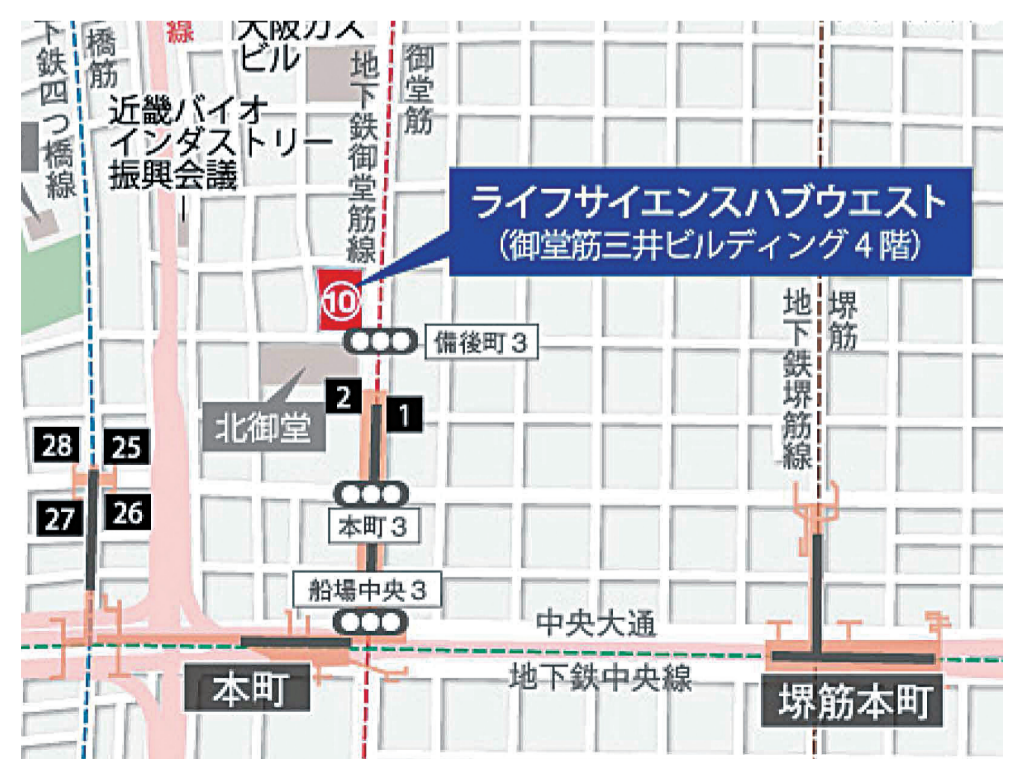 線
大阪ガス
ビル
下鉄四つ橋線
橋筋
地下鉄御堂筋線
御堂筋
近畿バイオ
インダストリー
振興会議
ライフサイエンスハブウエスト
(御堂筋三井ビルディング4階)
10
備後町3
地下鉄堺筋線
堺筋
北御堂
2
1
28
25
27
26
本町3
船場中央3
中央大通
地下鉄中央線
本町
堺筋本町